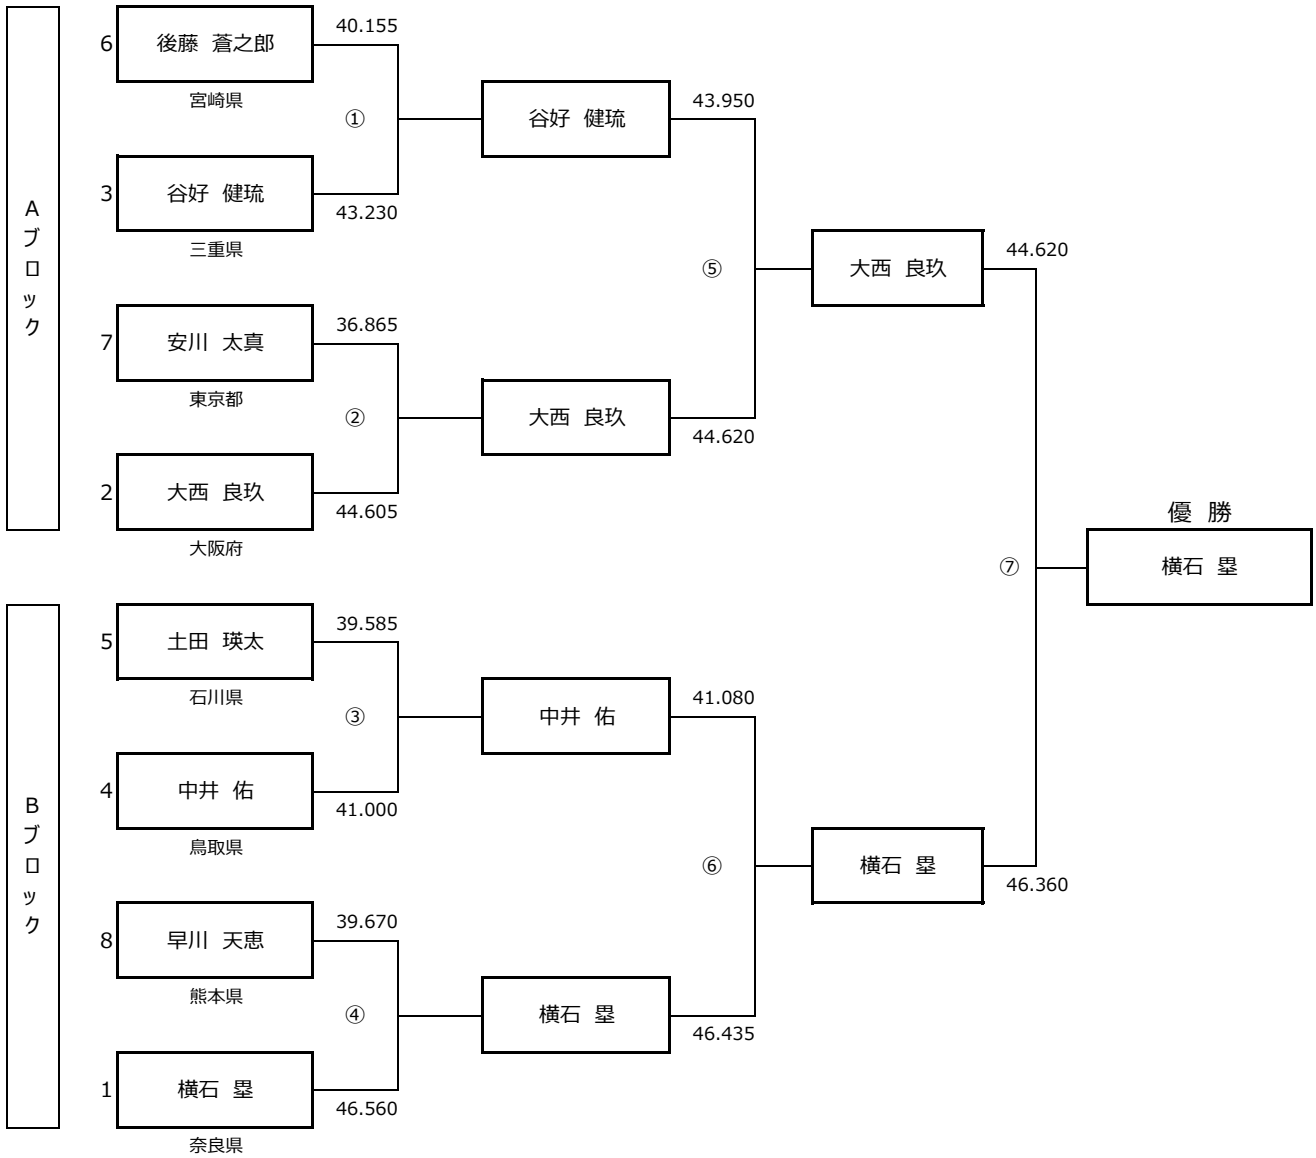 Aブロック
6
後藤 蒼之郎
40.155
宮崎県
①
3
谷好 健琉
43.230
三重県
7
安川 太真
36.865
東京都
②
2
大西 良玖
44.605
大阪府
谷好 健琉
43.950
⑤
大西 良玖
44.620
大西 良玖
44.620
Bブロック
5
土田 瑛太
39.585
石川県
③
4
中井 佑
41.000
鳥取県
8
早川 天恵
39.670
熊本県
④
1
横石 塁
46.560
奈良県
中井 佑
41.080
⑥
横石 塁
46.435
横石 塁
46.360
⑦
優 勝
横石 塁